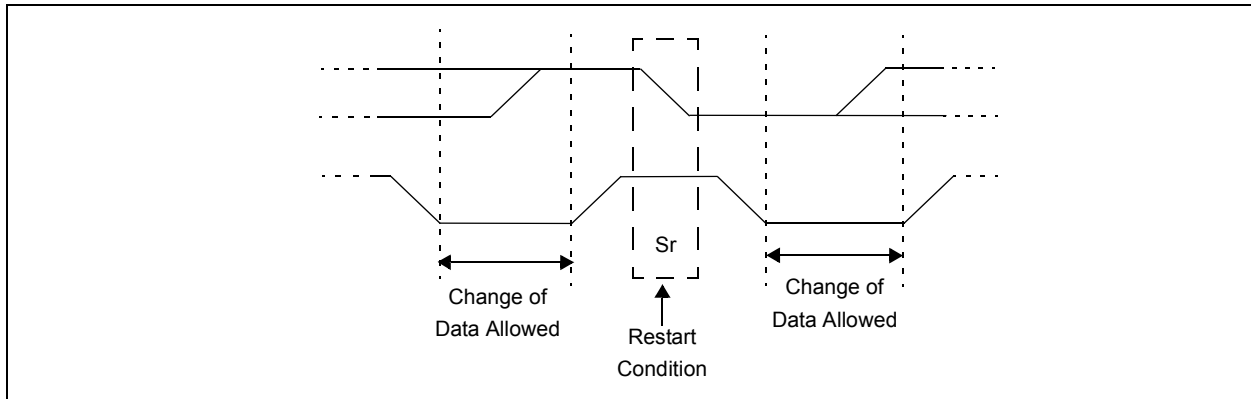 Sr
Change of
Data Allowed
Restart
Condition
Change of
Data Allowed